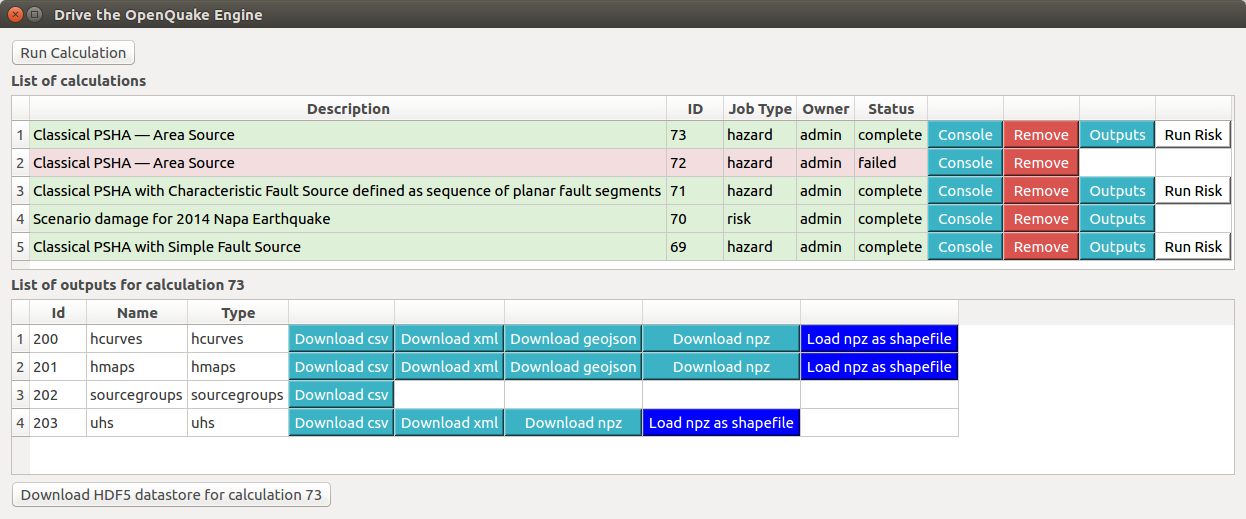 Drive the OpenQuake Engine
Run Calculation
List of calculations
Description ID Job Type Owner Status
1 Classical PSHA — Area Source 73 hazard admin complete Console Remove Outputs Run Risk
2 Classical PSHA — Area Source 72 hazard admin failed Console Remove
3 Classical PSHA with Characteristic Fault Source defined as sequence of planar fault segments 71 hazard admin complete Console Remove Outputs Run Risk
4 Scenario damage for 2014 Napa Earthquake 70 risk admin complete Console Remove Outputs
5 Classical PSHA with Simple Fault Source 69 hazard admin complete Console Remove Outputs Run Risk
List of outputs for calculation 73
Id Name Type
1 200 hcurves hcurves Download csv Download xml Download geojson Download npz Load npz as shapefile
2 201 hmaps hmaps Download csv Download xml Download geojson Download npz Load npz as shapefile
3 202 sourcegroups sourcegroups Download csv
4 203 uhs uhs Download csv Download xml Download npz Load npz as shapefile
Download HDF5 datastore for calculation 73